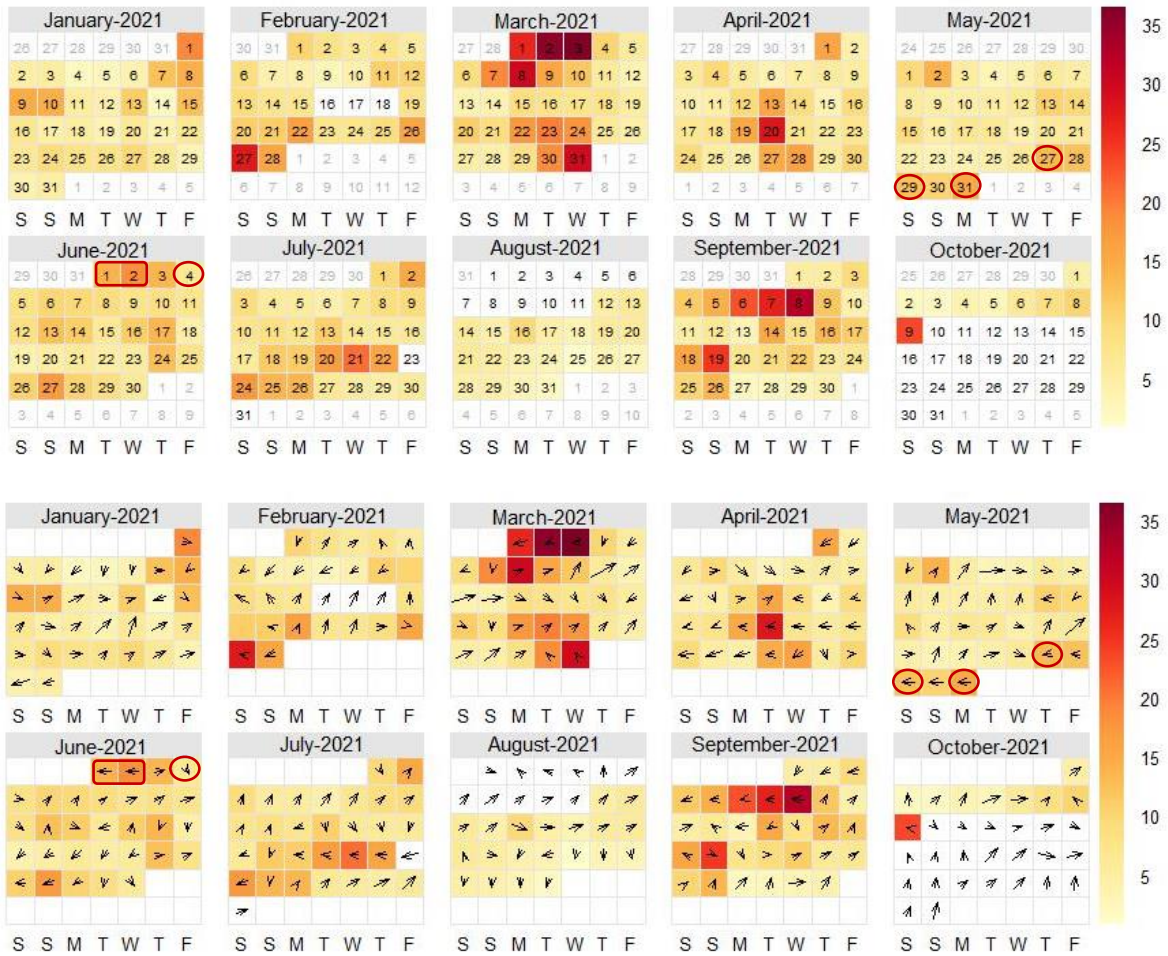 January-2021 February-2021 March-2021 April-2021 May-2021
26 27 28 29 30 31 1 30 31 1 2 3 4 5 27 28 1 2 3 4 5 27 28 29 30 31 1 2 24 25 26 27 28 29 30
2 3 4 5 6 7 8 6 7 8 9 10 11 12 6 7 8 9 10 11 12 3 4 5 6 7 8 9 1 2 3 4 5 6 7
9 10 11 12 13 14 15 13 14 15 16 17 18 19 13 14 15 16 17 18 19 10 11 12 13 14 15 16 8 9 10 11 12 13 14
16 17 18 19 20 21 22 20 21 22 23 24 25 26 20 21 22 23 24 25 26 17 18 19 20 21 22 23 15 16 17 18 19 20 21
23 24 25 26 27 28 29 27 28 1 2 3 4 5 27 28 29 30 31 1 2 24 25 26 27 28 29 30 22 23 24 25 26 27 28
30 31 1 2 3 4 5 6 7 8 9 10 11 12 3 4 5 6 7 8 9 1 2 3 4 5 6 7 29 30 31 1 2 3 4
S S M T W T F S S M T W T F S S M T W T F S S M T W T F S S M T W T F
June-2021 July-2021 August-2021 September-2021 October-2021
29 30 31 1 2 3 4 26 27 28 29 30 1 2 31 1 2 3 4 5 6 28 29 30 31 1 2 3 25 26 27 28 29 30 1
5 6 7 8 9 10 11 3 4 5 6 7 8 9 7 8 9 10 11 12 13 4 5 6 7 8 9 10 2 3 4 5 6 7 8
12 13 14 15 16 17 18 10 11 12 13 14 15 16 14 15 16 17 18 19 20 11 12 13 14 15 16 17 9 10 11 12 13 14 15
19 20 21 22 23 24 25 17 18 19 20 21 22 23 21 22 23 24 25 26 27 18 19 20 21 22 23 24 16 17 18 19 20 21 22
26 27 28 29 30 1 2 24 25 26 27 28 29 30 28 29 30 31 1 2 3 25 26 27 28 29 30 1 23 24 25 26 27 28 29
3 4 5 6 7 8 9 31 1 2 3 4 5 6 4 5 6 7 8 9 10 2 3 4 5 6 7 8 30 31 1 2 3 4 5
S S M T W T F S S M T W T F S S M T W T F S S M T W T F S S M T W T F
35
30
25
20
15
10
5
January-2021 February-2021 March-2021 April-2021 May-2021
S S M T W T F S S M T W T F S S M T W T F S S M T W T F S S M T W T F
June-2021 July-2021 August-2021 September-2021 October-2021
S S M T W T F S S M T W T F S S M T W T F S S M T W T F S S M T W T F
35
30
25
20
15
10
5